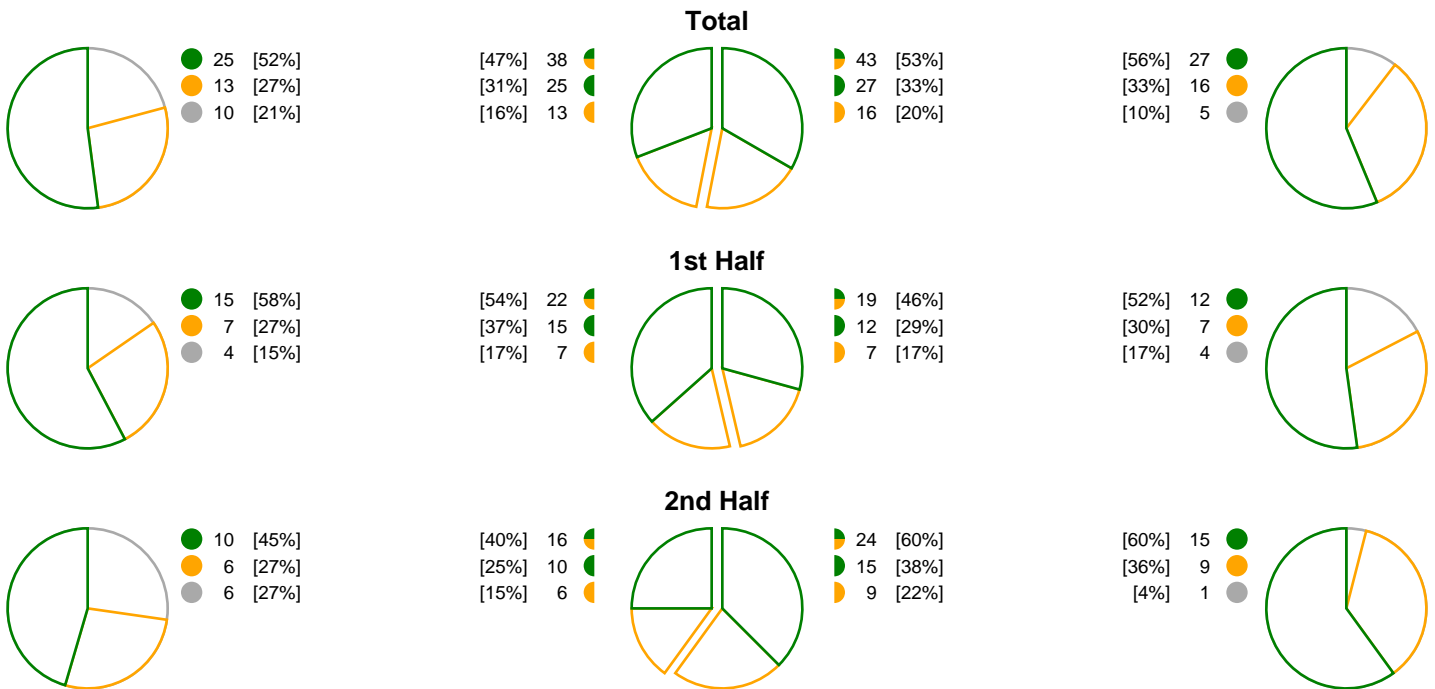 Total
25 [52%] [47%] 38 43 [53%] [56%] 27
13 [27%] [31%] 25 27 [33%] [33%] 16
10 [21%] [16%] 13 16 [20%] [10%] 5
1st Half
15 [58%] [54%] 22 19 [46%] [52%] 12
7 [27%] [37%] 15 12 [29%] [30%] 7
4 [15%] [17%] 7 7 [17%] [17%] 4
2nd Half
10 [45%] [40%] 16 24 [60%] [60%] 15
6 [27%] [25%] 10 15 [38%] [36%] 9
6 [27%] [15%] 6 9 [22%] [4%] 1